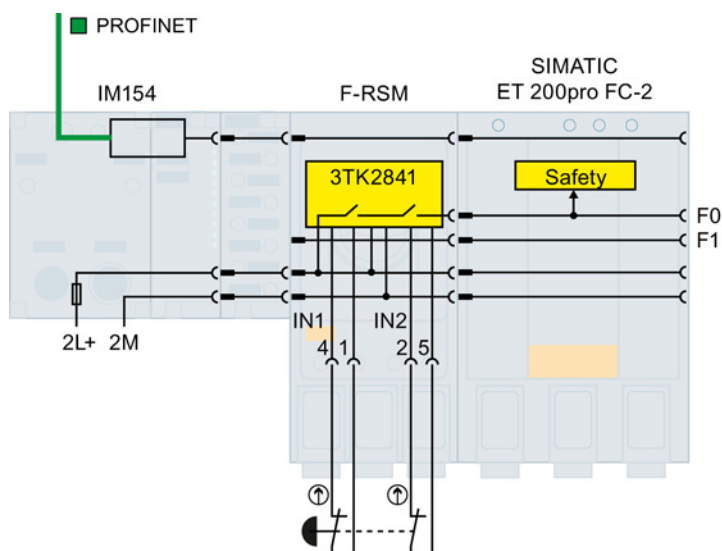 PROFINET
IM154
F-RSM
SIMATIC
ET 200pro FC-2
3TK2841
Safety
F0
F1
IN1
IN2
2L+ 2M
4 1
2 5